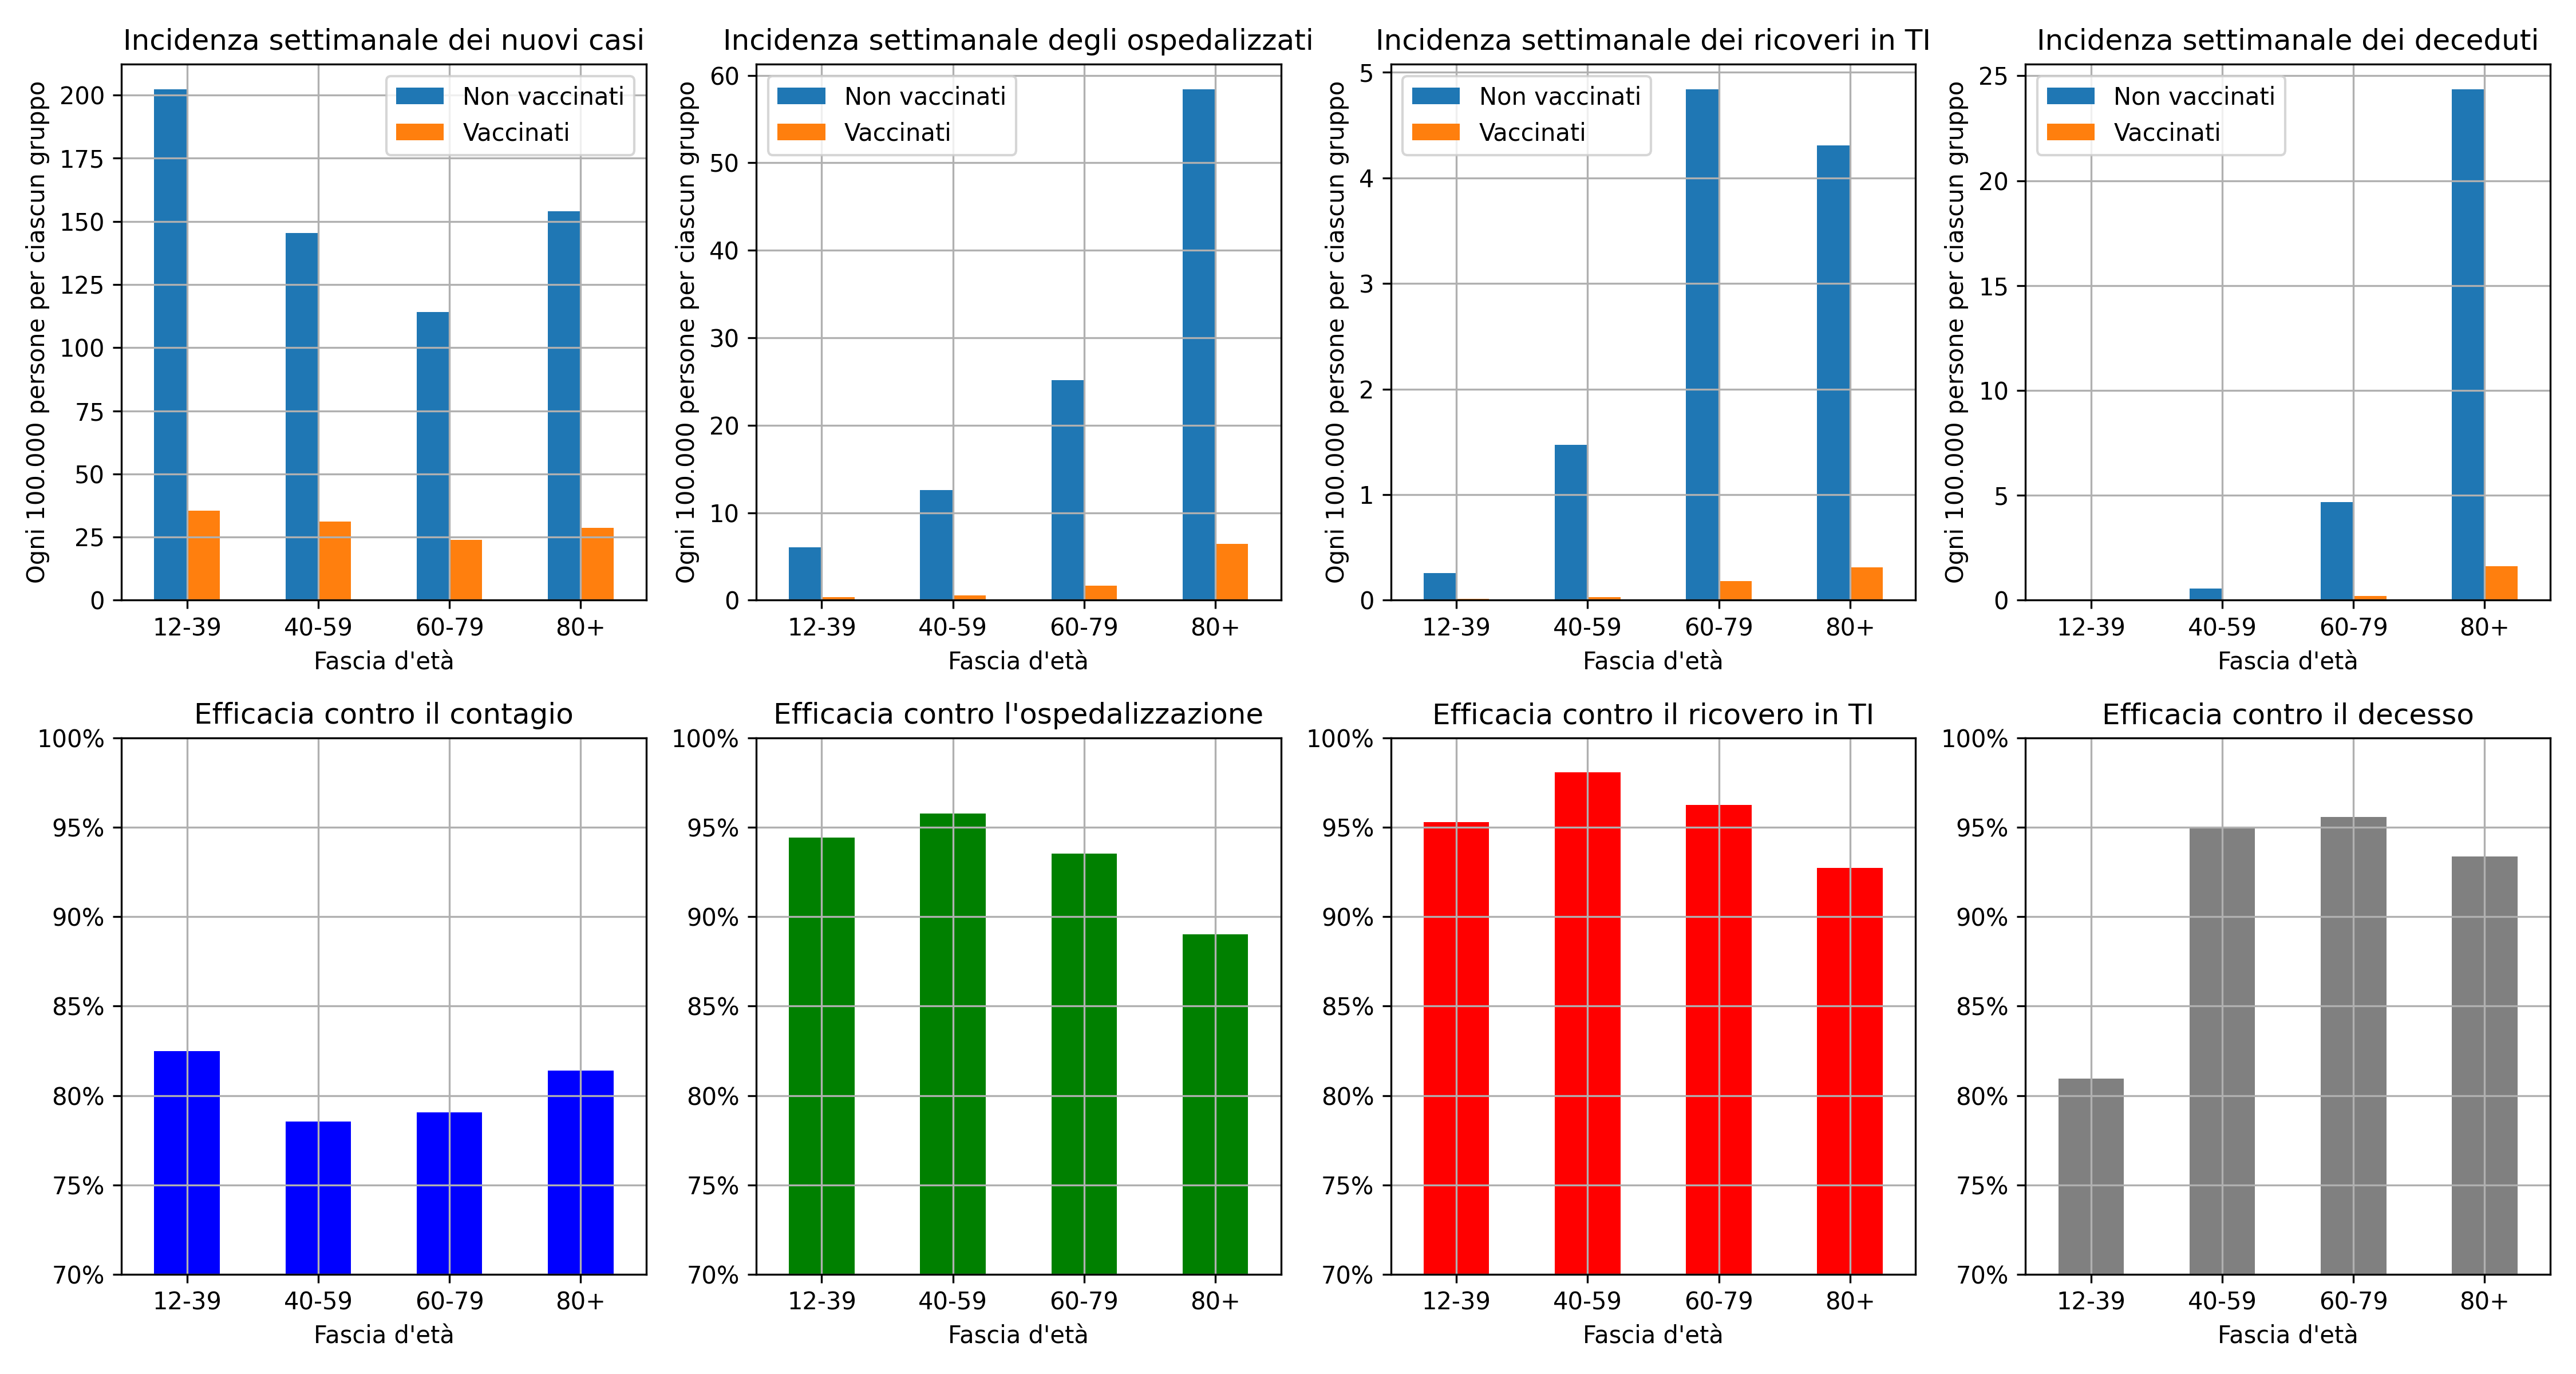 Incidenza settimanale dei nuovi casi
Ogni 100.000 persone per ciascun gruppo
200
175
150
125
100
75
50
25
0
Non vaccinati
Vaccinati
12-39 40-59 60-79 80+
Fascia d'età
Incidenza settimanale degli ospedalizzati
Ogni 100.000 persone per ciascun gruppo
60
50
40
30
20
10
0
Non vaccinati
Vaccinati
12-39 40-59 60-79 80+
Fascia d'età
Incidenza settimanale dei ricoveri in TI
Ogni 100.000 persone per ciascun gruppo
5
4
3
2
1
0
Non vaccinati
Vaccinati
12-39 40-59 60-79 80+
Fascia d'età
Incidenza settimanale dei deceduti
Ogni 100.000 persone per ciascun gruppo
25
20
15
10
5
0
Non vaccinati
Vaccinati
12-39 40-59 60-79 80+
Fascia d'età
Efficacia contro il contagio
100%
95%
90%
85%
80%
75%
70%
12-39 40-59 60-79 80+
Fascia d'età
Efficacia contro l'ospedalizzazione
100%
95%
90%
85%
80%
75%
70%
12-39 40-59 60-79 80+
Fascia d'età
Efficacia contro il ricovero in TI
100%
95%
90%
85%
80%
75%
70%
12-39 40-59 60-79 80+
Fascia d'età
Efficacia contro il decesso
100%
95%
90%
85%
80%
75%
70%
12-39 40-59 60-79 80+
Fascia d'età